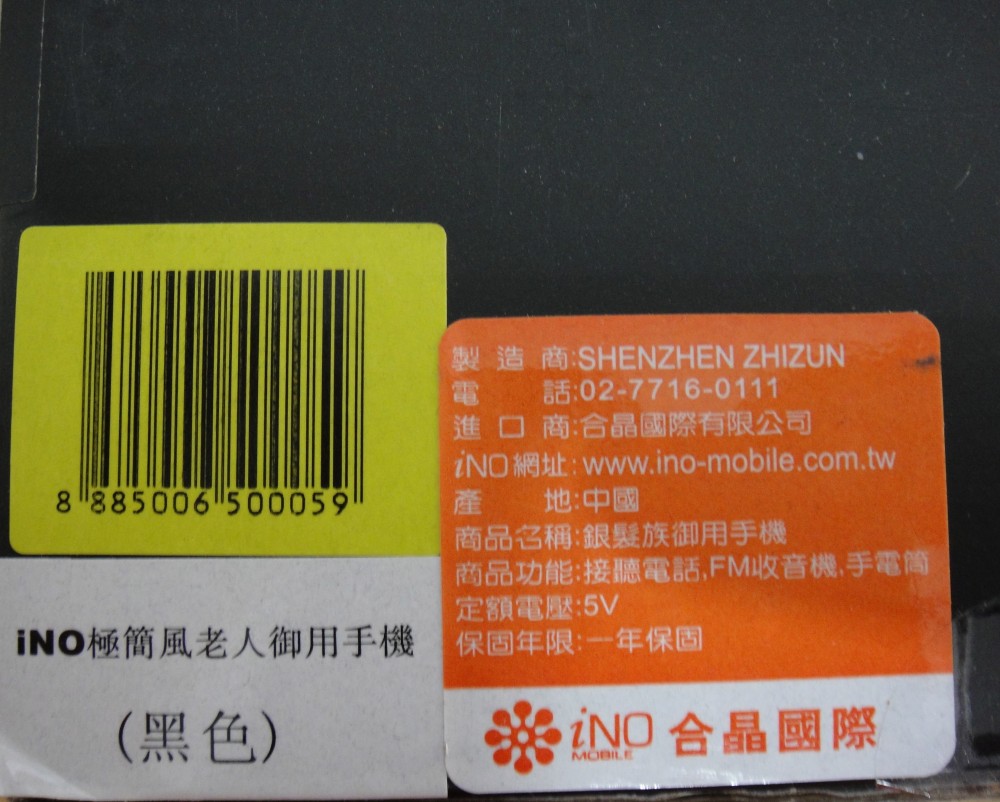 8 885006 500059
iNO極簡風老人御用手機
(黑色)
製造商:SHENZHEN ZHIZUN
電話:02-7716-0111
進口商:合晶國際有限公司
iNO網址:www.ino-mobile.com.tw
產地:中國
商品名稱:銀髮族御用手機
商品功能:接聽電話,FM收音機,手電筒
定額電壓:5V
保固年限:一年保固
iNO 合晶國際
MOBILE